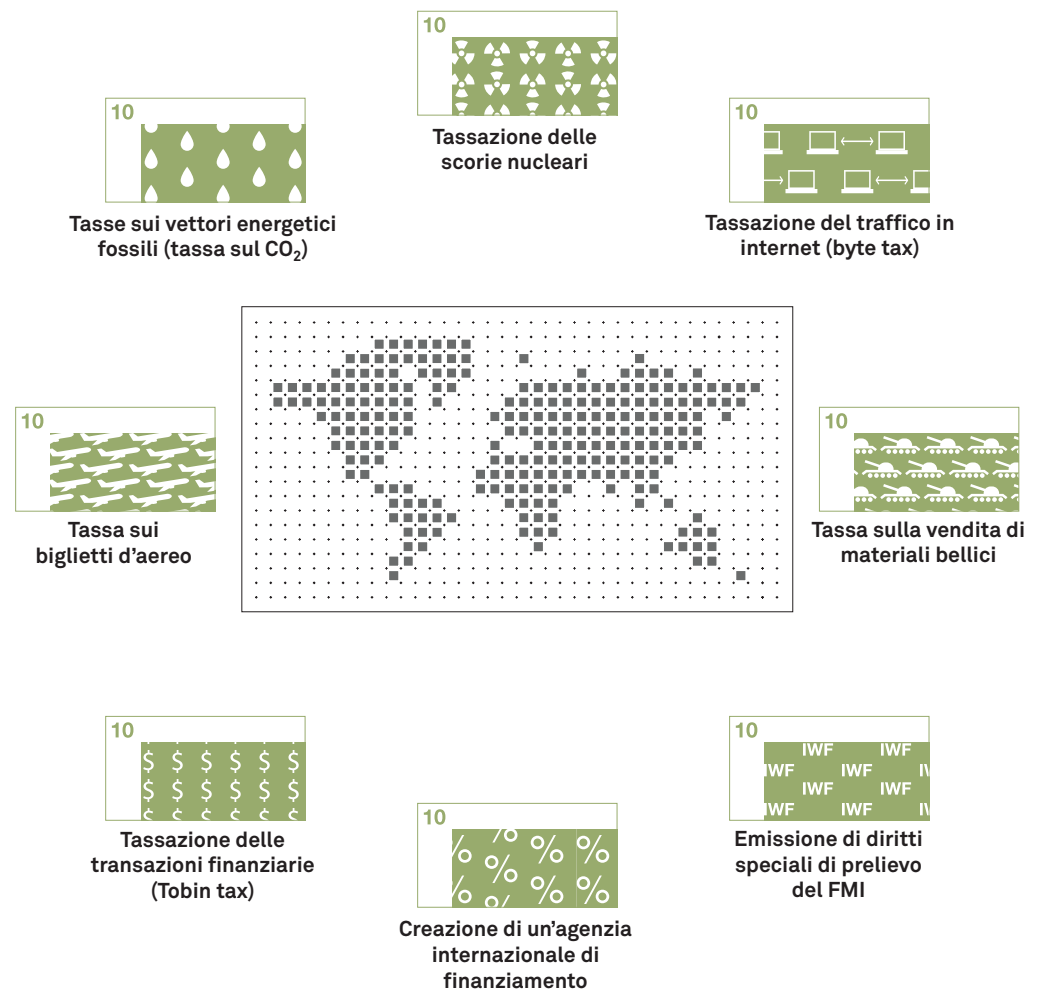 10
Tassazione delle
scorie nucleari
10
Tasse sui vettori energetici
fossili (tassa sul CO₂)
10
Tassazione del traffico in
internet (byte tax)
10
Tassa sui
biglietti d'aereo
10
Tassa sulla vendita di
materiali bellici
10
$ $ $ $ $ $
$ $ $ $ $ $
$ $ $ $ $ $
Tassazione delle
transazioni finanziarie
(Tobin tax)
10
% % % %
% % % %
Creazione di un'agenzia
internazionale di
finanziamento
10
IWF IWF
IWF IWF
IWF IWF
IWF IWF
Emissione di diritti
speciali di prelievo
del FMI